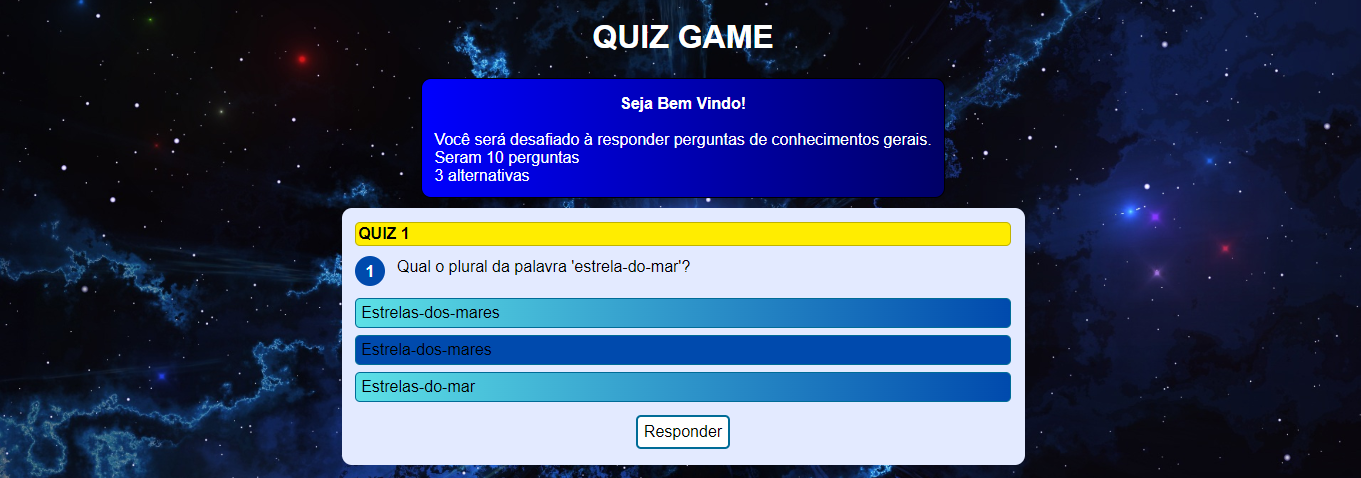 QUIZ GAME
Seja Bem Vindo!
Você será desafiado à responder perguntas de conhecimentos gerais.
Seram 10 perguntas
3 alternativas
QUIZ 1
1 Qual o plural da palavra 'estrela-do-mar'?
Estrelas-dos-mares
Estrela-dos-mares
Estrelas-do-mar
Responder